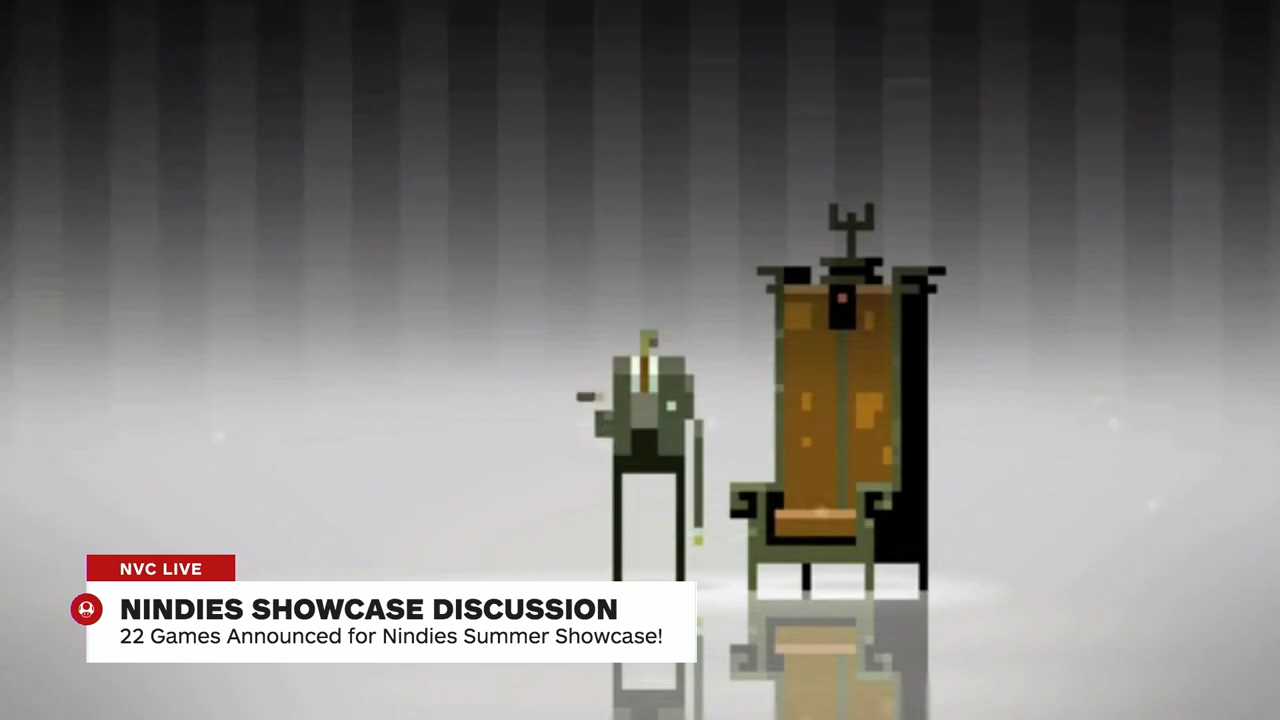 NVC LIVE
NINDIES SHOWCASE DISCUSSION
22 Games Announced for Nindies Summer Showcase!